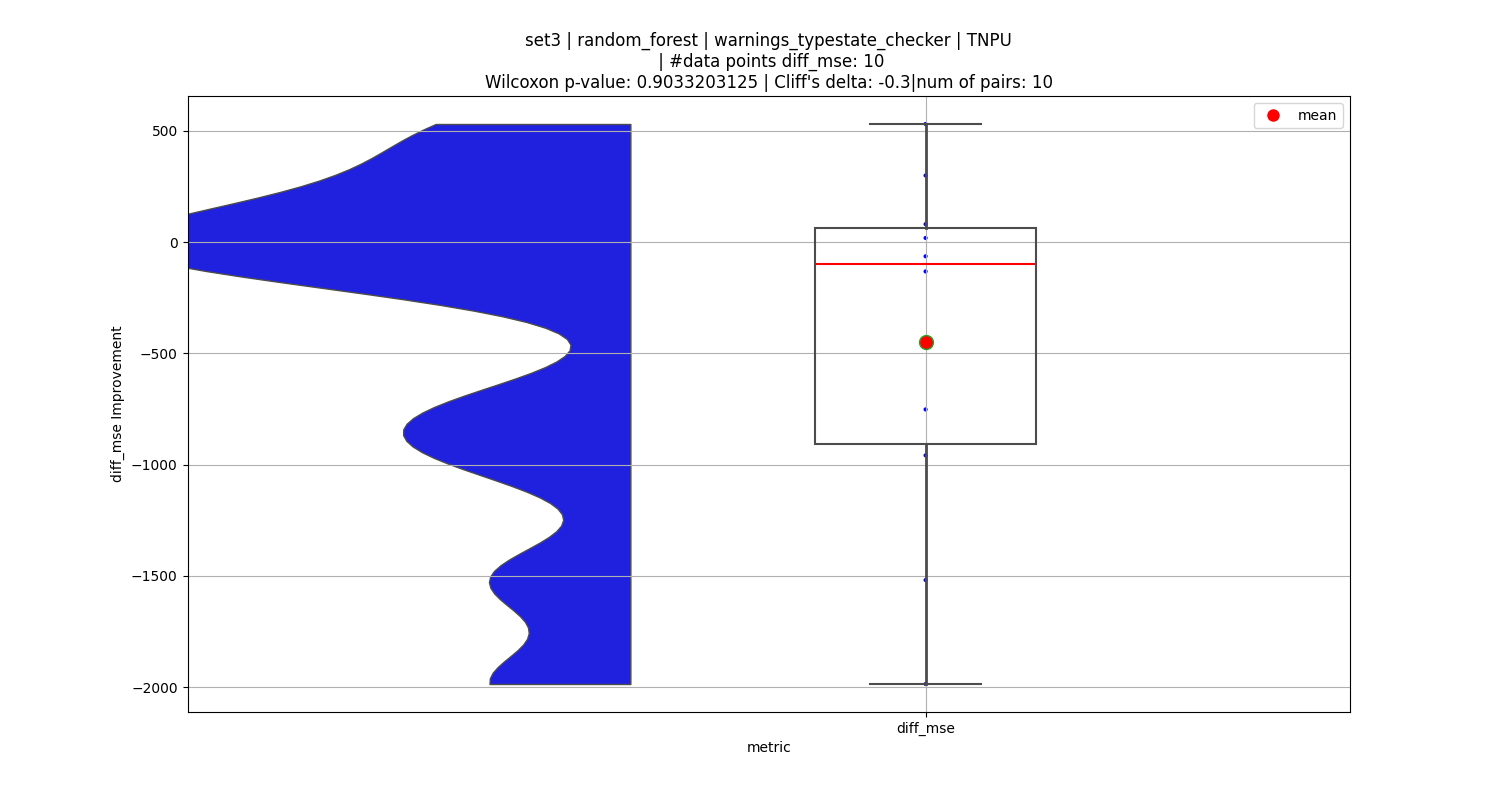 set3 | random_forest | warnings_typestate_checker | TNPU
| #data points diff_mse: 10
Wilcoxon p-value: 0.9033203125 | Cliff's delta: -0.3|num of pairs: 10
mean
500
0
−500
−1000
−1500
−2000
diff_mse Improvement
diff_mse
metric